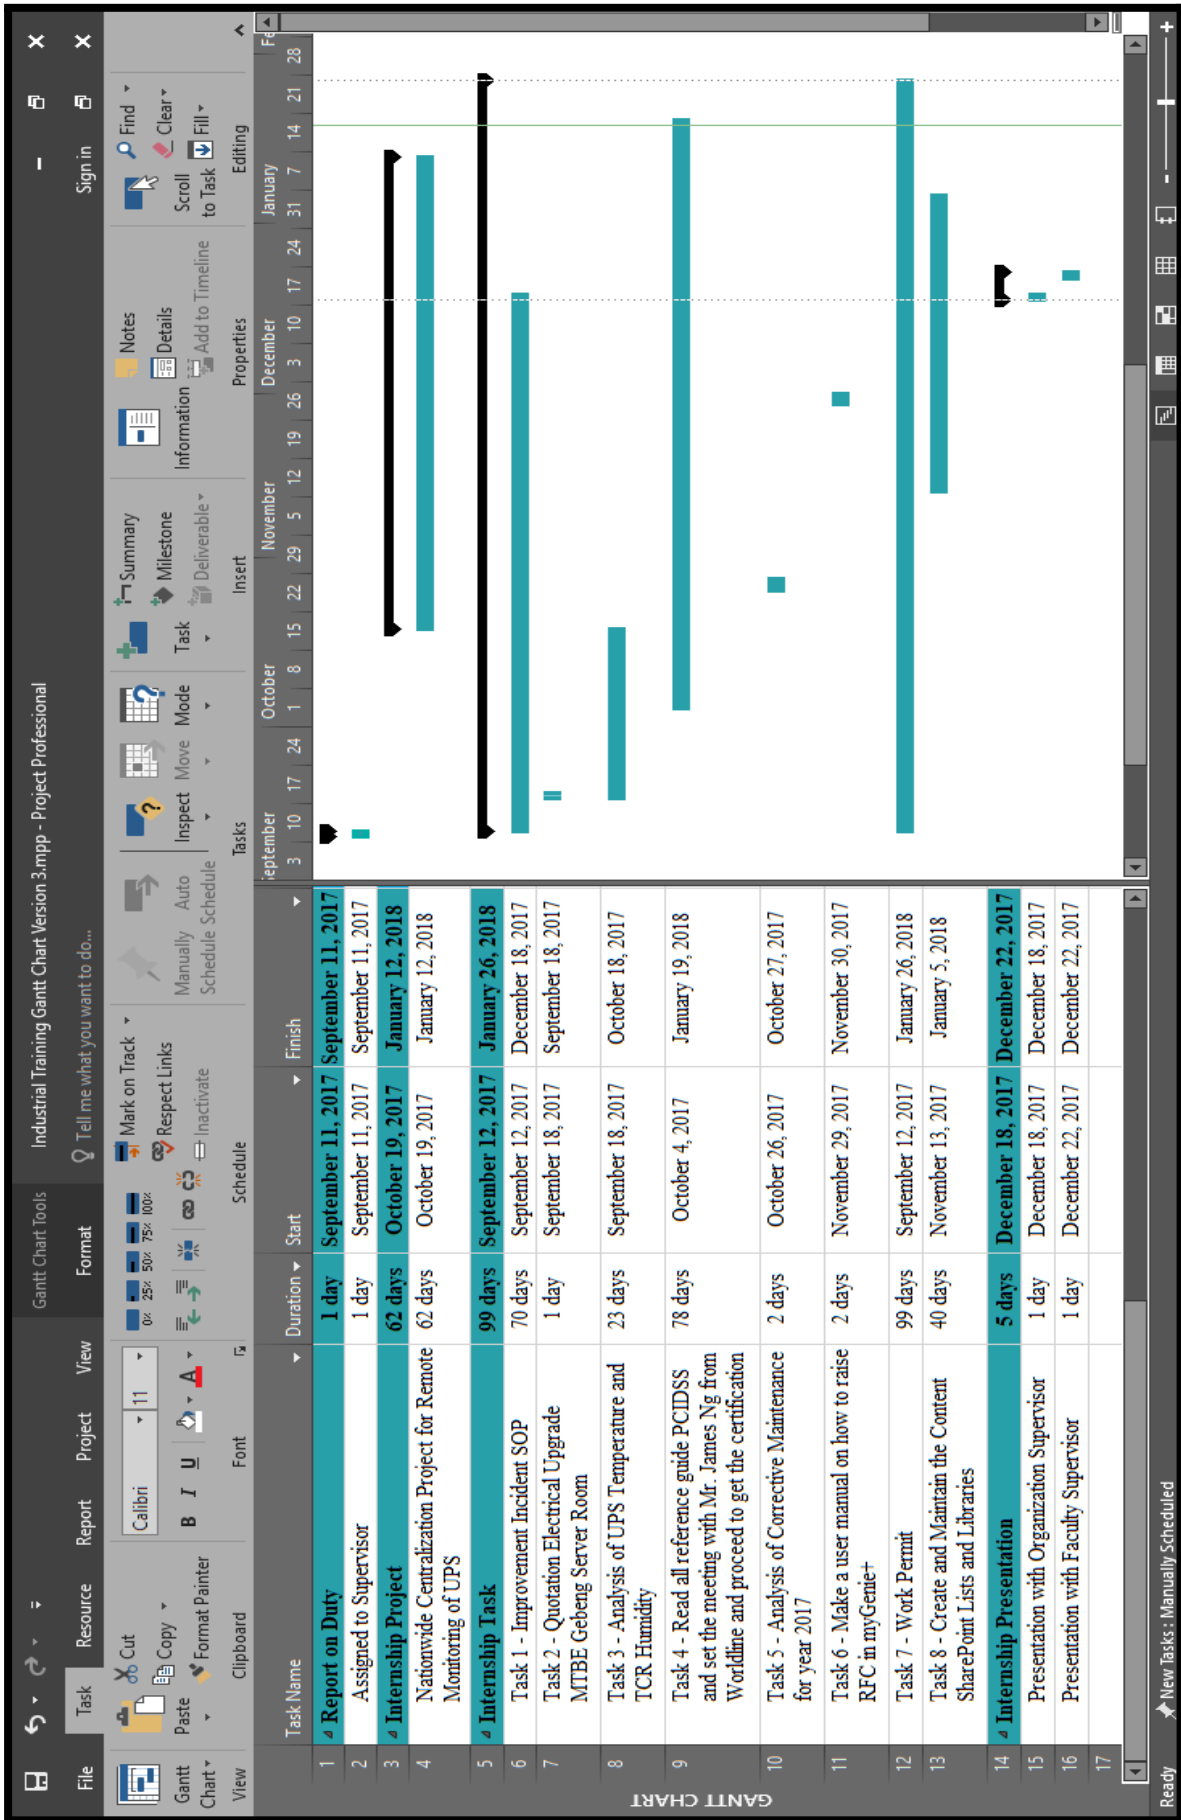 Industrial Training Gantt Chart Version 3.mpp - Project Professional
Gantt Chart Tools
File Task Resource Report Project View Format Tell me what you want to do... Sign in
Gantt Chart
View
Paste
Cut
Copy
Format Painter
Clipboard
Calibri 11
B I U A
Font
0% 25% 50% 75% 100%
Mark on Track
Respect Links
Inactivate
Schedule
Manually Schedule
Auto Schedule
Inspect Move Mode
Tasks
Task
Summary
Milestone
Deliverable
Insert
Information
Notes
Details
Add to Timeline
Properties
Scroll to Task
Find
Clear
Fill
Editing
Task Name Duration Start Finish
1 Report on Duty 1 day September 11, 2017 September 11, 2017
2 Assigned to Supervisor 1 day September 11, 2017 September 11, 2017
3 Internship Project 62 days October 19, 2017 January 12, 2018
4 Nationwide Centralization Project for Remote 62 days October 19, 2017 January 12, 2018
Monitoring of UPS
5 Internship Task 99 days September 12, 2017 January 26, 2018
6 Task 1 - Improvement Incident SOP 70 days September 12, 2017 December 18, 2017
7 Task 2 - Quotation Electrical Upgrade 1 day September 18, 2017 September 18, 2017
MTBE Gebeng Server Room
8 Task 3 - Analysis of UPS Temperature and 23 days September 18, 2017 October 18, 2017
TCR Humidity
9 Task 4 - Read all reference guide PCIDSS 78 days October 4, 2017 January 19, 2018
and set the meeting with Mr. James Ng from
Worldline and proceed to get the certification
10 Task 5 - Analysis of Corrective Maintenance 2 days October 26, 2017 October 27, 2017
for year 2017
11 Task 6 - Make a user manual on how to raise 2 days November 29, 2017 November 30, 2017
RFC in myGenie+
12 Task 7 - Work Permit 99 days September 12, 2017 January 26, 2018
13 Task 8 - Create and Maintain the Content 40 days November 13, 2017 January 5, 2018
SharePoint Lists and Libraries
14 Internship Presentation 5 days December 18, 2017 December 22, 2017
15 Presentation with Organization Supervisor 1 day December 18, 2017 December 18, 2017
16 Presentation with Faculty Supervisor 1 day December 22, 2017 December 22, 2017
17
GANTT CHART
eptember October November December January Fe
3 10 17 24 1 8 15 22 29 5 12 19 26 3 10 17 24 31 7 14 21 28
Ready New Tasks : Manually Scheduled